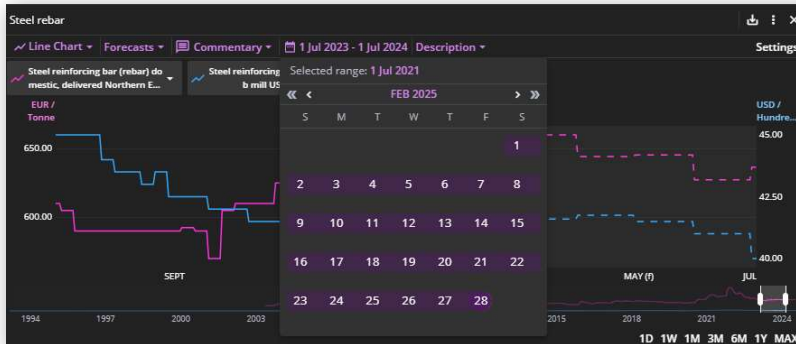 Steel rebar
Line Chart Forecasts Commentary 1 Jul 2023 - 1 Jul 2024 Description Settings
Steel reinforcing bar (rebar) do
mestic, delivered Northern E...
Steel reinforcing
b mill US
Selected range: 1 Jul 2021
« ‹ FEB 2025 › »
S M T W T F S
1
2 3 4 5 6 7 8
9 10 11 12 13 14 15
16 17 18 19 20 21 22
23 24 25 26 27 28
EUR /
Tonne
650.00
600.00
USD /
Hundre...
45.00
42.50
40.00
SEPT MAY (f) JUL
1994 1997 2000 2003 2015 2018 2021 2024
1D 1W 1M 3M 6M 1Y MAX